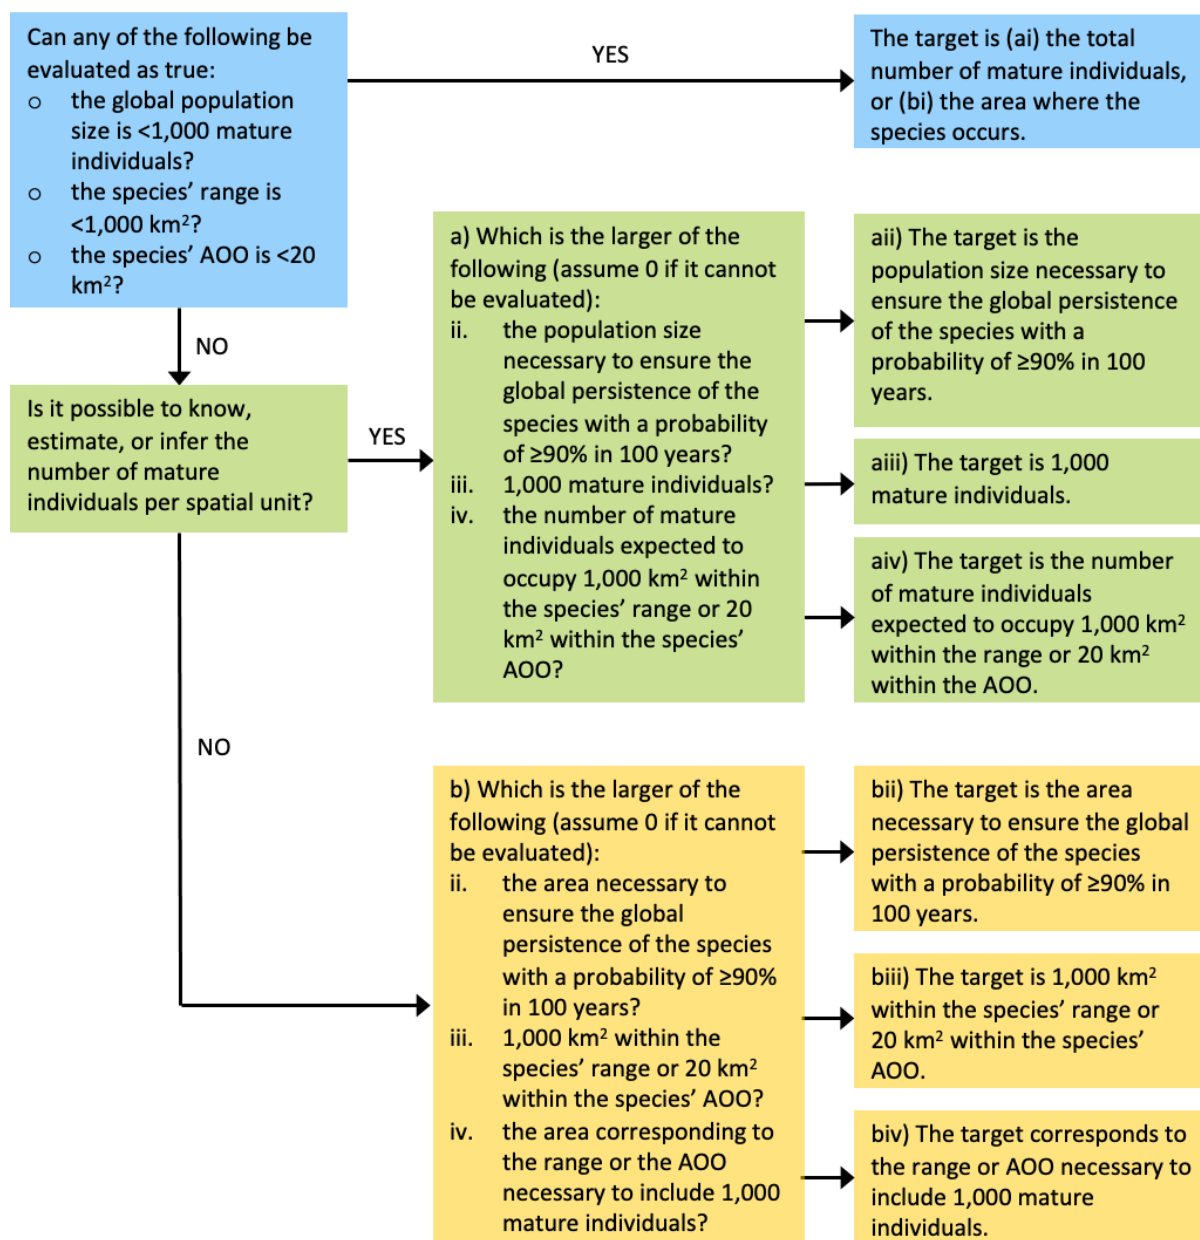 Can any of the following be
evaluated as true:
o the global population
size is <1,000 mature
individuals?
o the species’ range is
<1,000 km²?
o the species’ AOO is <20
km²?
YES
The target is (ai) the total
number of mature individuals,
or (bi) the area where the
species occurs.
NO
Is it possible to know,
estimate, or infer the
number of mature
individuals per spatial unit?
YES
a) Which is the larger of the
following (assume 0 if it cannot
be evaluated):
ii. the population size
necessary to ensure the
global persistence of the
species with a probability
of ≥90% in 100 years?
iii. 1,000 mature individuals?
iv. the number of mature
individuals expected to
occupy 1,000 km² within
the species’ range or 20
km² within the species’
AOO?
aii) The target is the
population size necessary to
ensure the global persistence
of the species with a
probability of ≥90% in 100
years.
aiii) The target is 1,000
mature individuals.
aiv) The target is the number
of mature individuals
expected to occupy 1,000 km²
within the range or 20 km²
within the AOO.
NO
b) Which is the larger of the
following (assume 0 if it cannot
be evaluated):
ii. the area necessary to
ensure the global
persistence of the species
with a probability of ≥90%
in 100 years?
iii. 1,000 km² within the
species’ range or 20 km²
within the species’ AOO?
iv. the area corresponding to
the range or the AOO
necessary to include 1,000
mature individuals?
bii) The target is the area
necessary to ensure the global
persistence of the species
with a probability of ≥90% in
100 years.
biii) The target is 1,000 km²
within the species’ range or
20 km² within the species’
AOO.
biv) The target corresponds to
the range or AOO necessary to
include 1,000 mature
individuals.